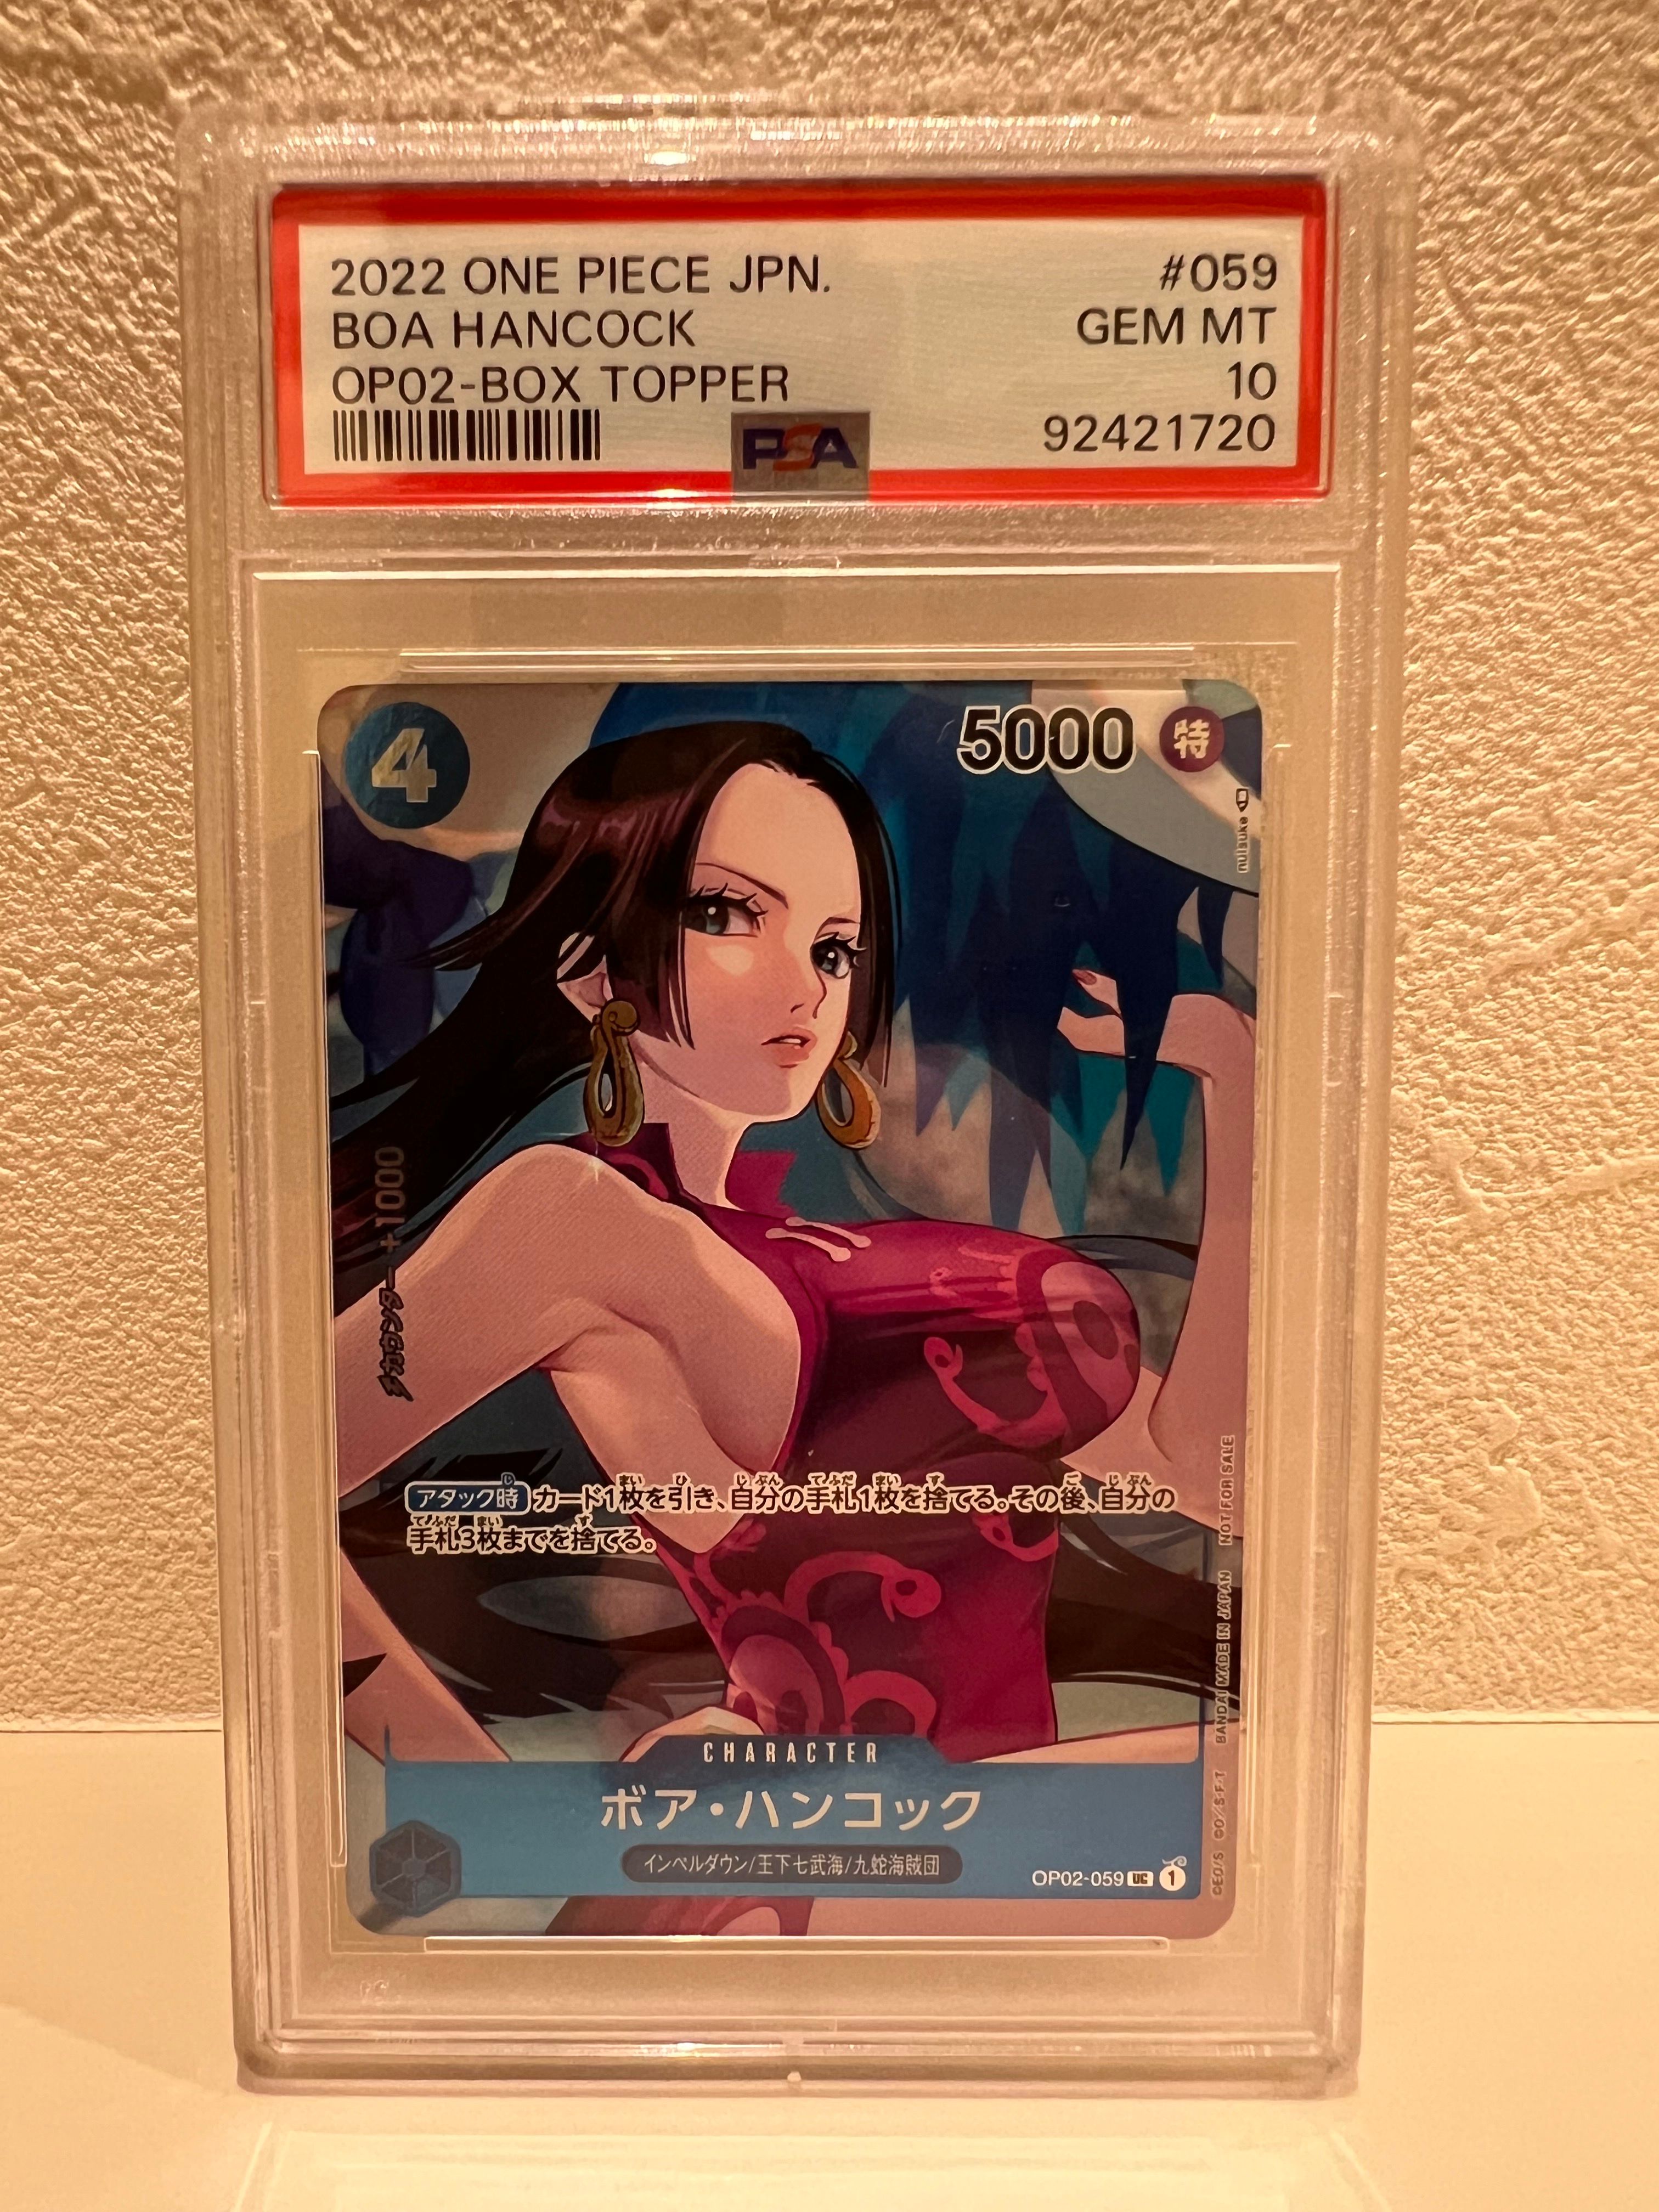 2022 ONE PIECE JPN.
#059
BOA HANCOCK
GEM MT
OP02-BOX TOPPER
10
PSA
92421720
4
5000
特
nuisuke
カウンター +1000
アタック時 カード1枚を引き、自分の手札1枚を捨てる。その後、自分の
手札3枚までを捨てる。
CHARACTER
ボア・ハンコック
インペルダウン/王下七武海/九蛇海賊団
OP02-059 UC 1
©EO/S ©O/S・F・T BANDAI MADE IN JAPAN NOT FOR SALE